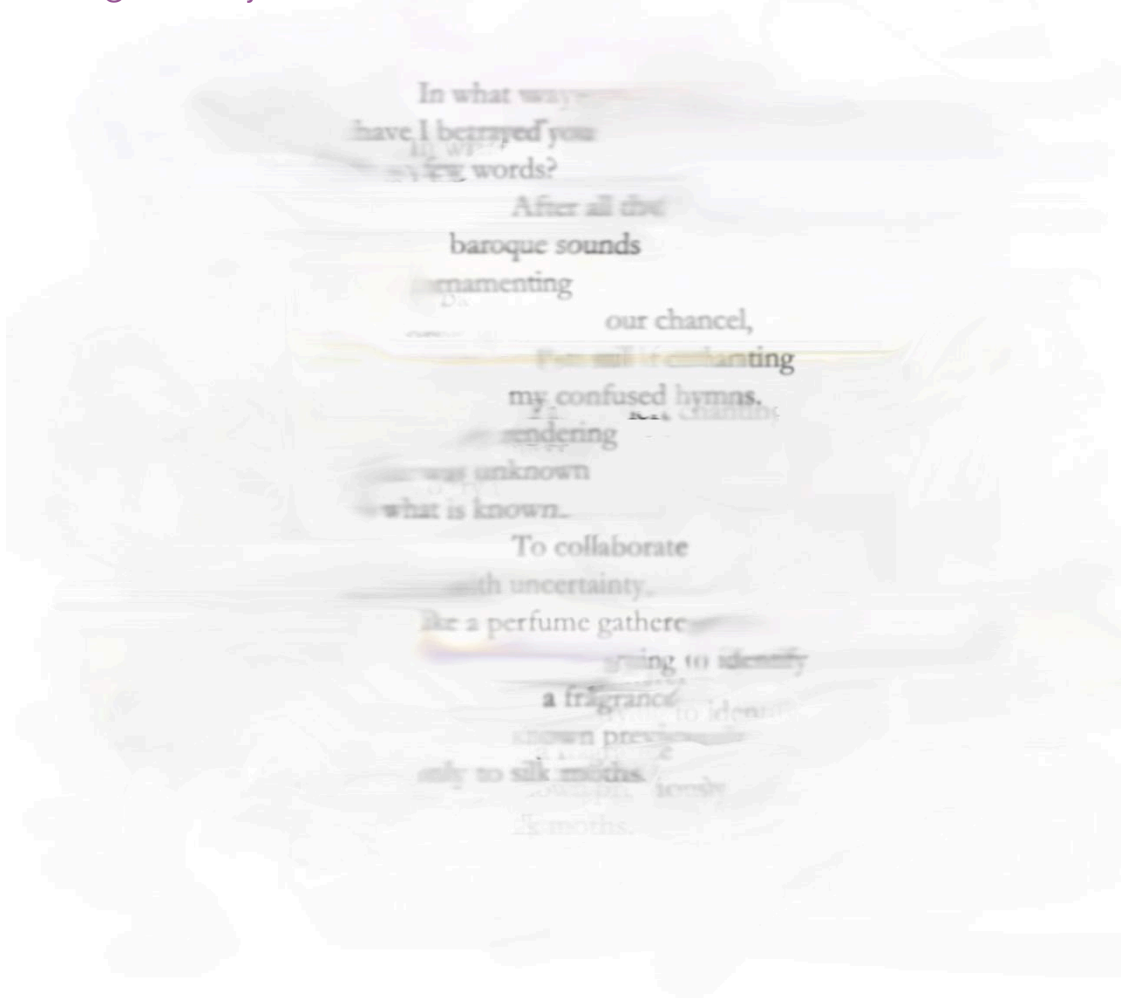 In what way
have I betrayed you
words?
After all the
baroque sounds
ornamenting
our chancel,
chanting
my confused hymns.
rendering
was unknown
what is known.
To collaborate
with uncertainty.
like a perfume gatherer
trying to identify
a fragrance
known previously
only to silk moths.